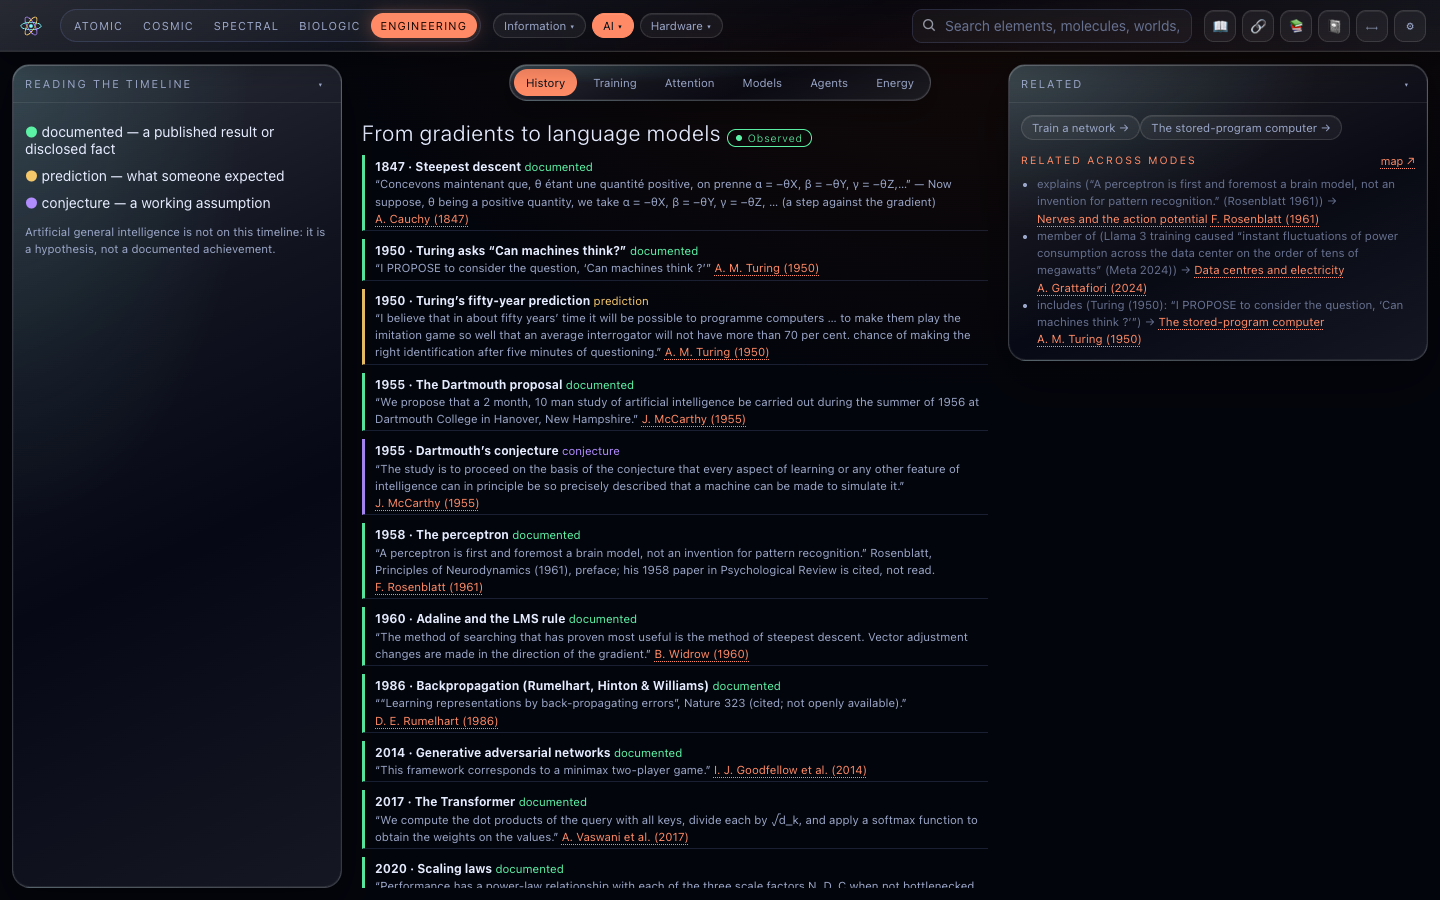 ATOMIC COSMIC SPECTRAL BIOLOGIC ENGINEERING Information ▾ AI ▾ Hardware ▾ Search elements, molecules, worlds,
READING THE TIMELINE
documented — a published result or
disclosed fact
prediction — what someone expected
conjecture — a working assumption
Artificial general intelligence is not on this timeline: it is
a hypothesis, not a documented achievement.
History Training Attention Models Agents Energy
From gradients to language models Observed
1847 · Steepest descent documented
“Concevons maintenant que, θ étant une quantité positive, on prenne α = −θX, β = −θY, γ = −θZ,…” — Now
suppose, θ being a positive quantity, we take α = −θX, β = −θY, γ = −θZ, … (a step against the gradient)
A. Cauchy (1847)
1950 · Turing asks “Can machines think?” documented
“I PROPOSE to consider the question, ‘Can machines think ?’” A. M. Turing (1950)
1950 · Turing’s fifty-year prediction prediction
“I believe that in about fifty years’ time it will be possible to programme computers … to make them play the
imitation game so well that an average interrogator will not have more than 70 per cent. chance of making the
right identification after five minutes of questioning.” A. M. Turing (1950)
1955 · The Dartmouth proposal documented
“We propose that a 2 month, 10 man study of artificial intelligence be carried out during the summer of 1956 at
Dartmouth College in Hanover, New Hampshire.” J. McCarthy (1955)
1955 · Dartmouth’s conjecture conjecture
“The study is to proceed on the basis of the conjecture that every aspect of learning or any other feature of
intelligence can in principle be so precisely described that a machine can be made to simulate it.”
J. McCarthy (1955)
1958 · The perceptron documented
“A perceptron is first and foremost a brain model, not an invention for pattern recognition.” Rosenblatt,
Principles of Neurodynamics (1961), preface; his 1958 paper in Psychological Review is cited, not read.
F. Rosenblatt (1961)
1960 · Adaline and the LMS rule documented
“The method of searching that has proven most useful is the method of steepest descent. Vector adjustment
changes are made in the direction of the gradient.” B. Widrow (1960)
1986 · Backpropagation (Rumelhart, Hinton & Williams) documented
““Learning representations by back-propagating errors”, Nature 323 (cited; not openly available).”
D. E. Rumelhart (1986)
2014 · Generative adversarial networks documented
“This framework corresponds to a minimax two-player game.” I. J. Goodfellow et al. (2014)
2017 · The Transformer documented
“We compute the dot products of the query with all keys, divide each by √d_k, and apply a softmax function to
obtain the weights on the values.” A. Vaswani et al. (2017)
2020 · Scaling laws documented
“Performance has a power-law relationship with each of the three scale factors N, D, C when not bottlenecked
RELATED
Train a network → The stored-program computer →
RELATED ACROSS MODES map ↗
explains (“A perceptron is first and foremost a brain model, not an
invention for pattern recognition.” (Rosenblatt 1961)) →
Nerves and the action potential F. Rosenblatt (1961)
member of (Llama 3 training caused “instant fluctuations of power
consumption across the data center on the order of tens of
megawatts” (Meta 2024)) → Data centres and electricity
A. Grattafiori (2024)
includes (Turing (1950): “I PROPOSE to consider the question, ‘Can
machines think ?’”) → The stored-program computer
A. M. Turing (1950)